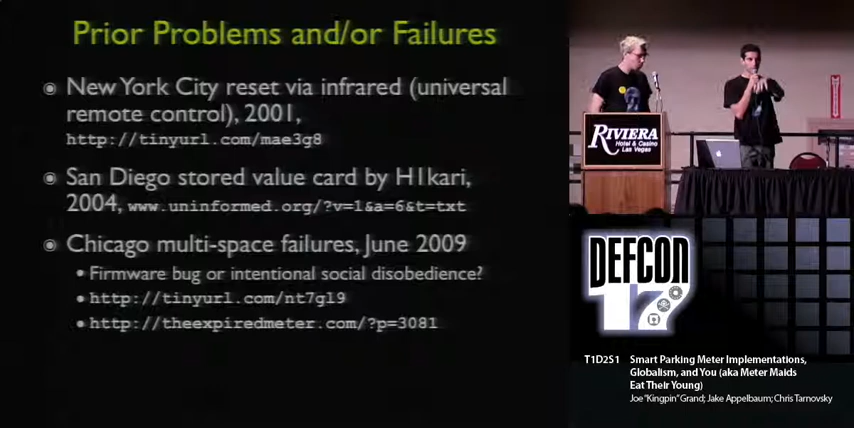 Prior Problems and/or Failures
New York City reset via infrared (universal
remote control), 2001,
http://tinyurl.com/mae3g8
San Diego stored value card by H1kari,
2004, www.uninformed.org/?v=1&a=6&t=txt
Chicago multi-space failures, June 2009
Firmware bug or intentional social disobedience?
http://tinyurl.com/nt7gl9
http://theexpiredmeter.com/?p=3081
RIVIERA
Hotel & Casino
Las Vegas
DEFCON
17
T1D2S1 Smart Parking Meter Implementations,
Globalism, and You (aka Meter Maids
Eat Their Young)
Joe "Kingpin" Grand; Jake Appelbaum; Chris Tarnovsky